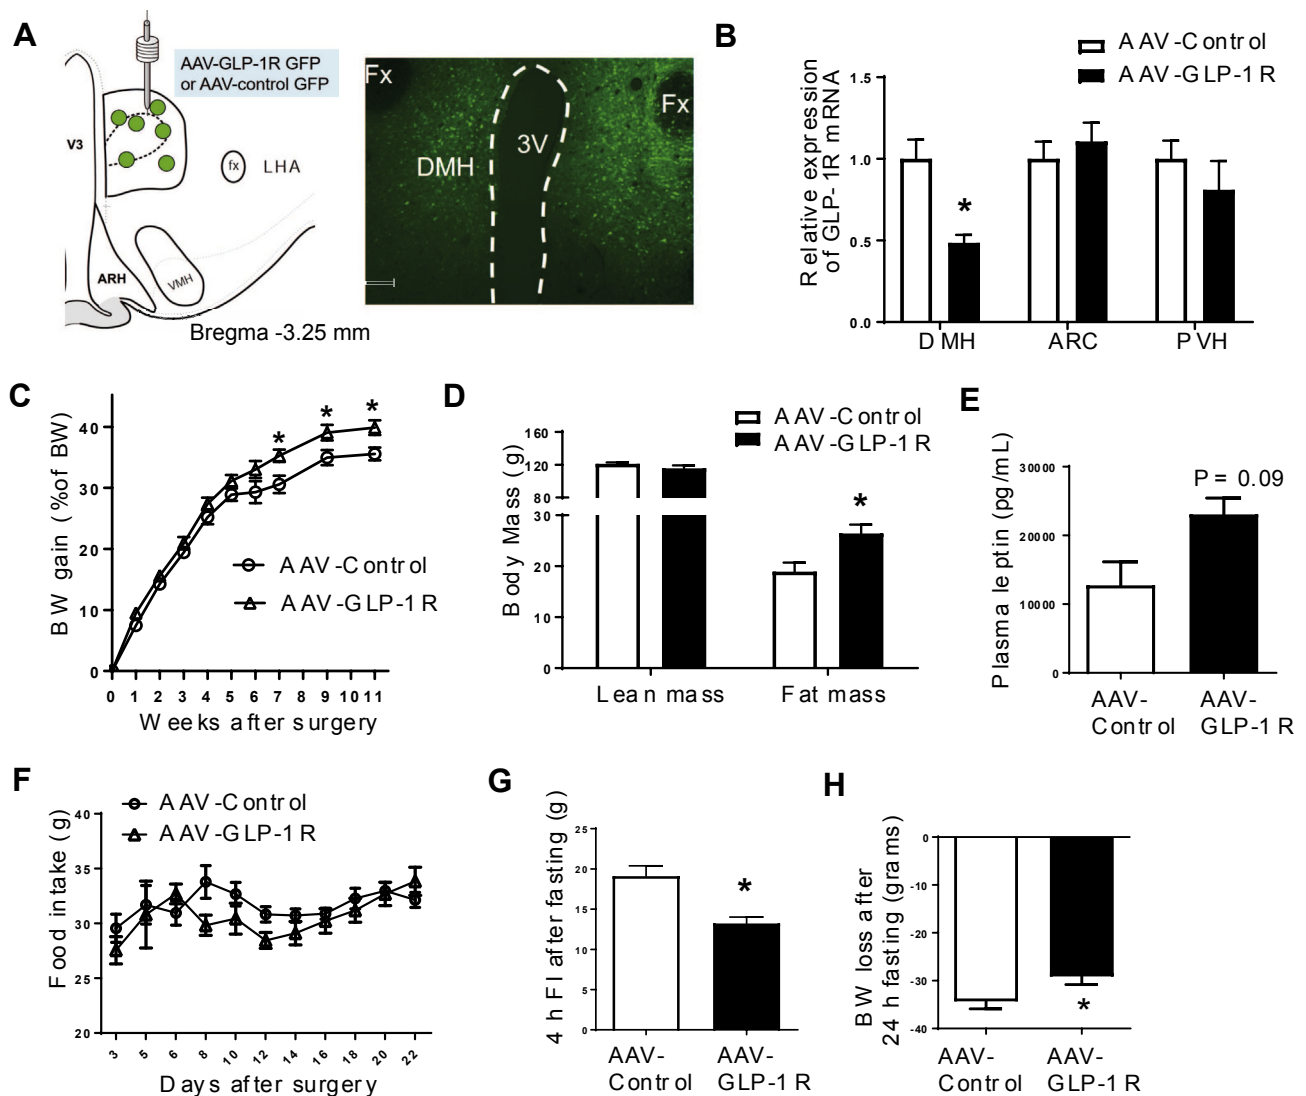 A
AAV-GLP-1R GFP
or AAV-control GFP
V3
fx
LHA
ARH
VMH
Bregma -3.25 mm
Fx
Fx
3V
DMH
B
AAV-Control
AAV-GLP-1R
Relative expression
of GLP-1R mRNA
1.5
1.0
0.5
0.0
*
DMH
ARC
PVH
C
BW gain (%of BW)
40
30
20
10
0
* * *
AAV-Control
AAV-GLP-1R
0 1 2 3 4 5 6 7 8 9 10 11
Weeks after surgery
D
AAV-Control
AAV-GLP-1R
Body Mass (g)
160
120
80
30
20
10
0
*
Lean mass
Fat mass
E
Plasma leptin (pg/mL)
30000
20000
10000
0
P = 0.09
AAV-
Control
AAV-
GLP-1R
F
AAV-Control
AAV-GLP-1R
Food intake (g)
40
35
30
25
20
3 5 6 8 10 12 14 16 18 20 22
Days after surgery
G
4 h FI after fasting (g)
25
20
15
10
5
0
*
AAV-
Control
AAV-
GLP-1R
H
BW loss after
24 h fasting (grams)
0
-10
-20
-30
-40
*
AAV-
Control
AAV-
GLP-1R